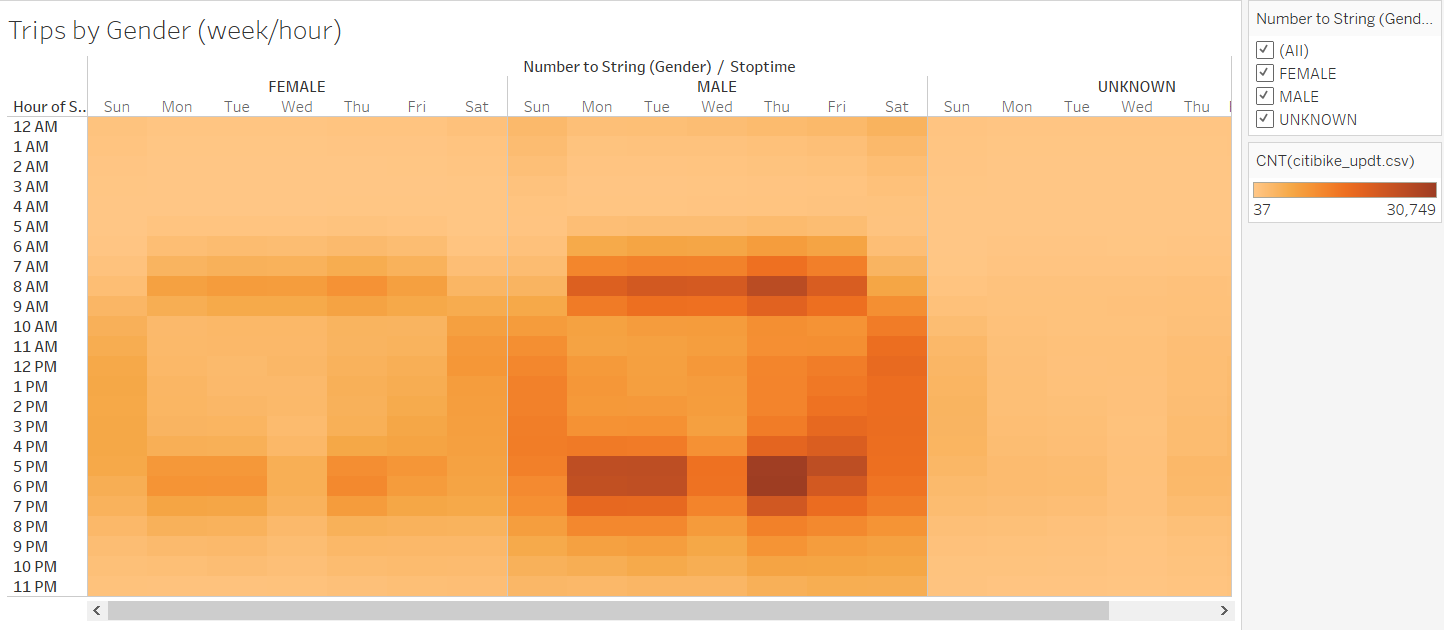 Trips by Gender (week/hour)
Number to String (Gender) / Stoptime
FEMALE MALE UNKNOWN
Hour of S.. Sun Mon Tue Wed Thu Fri Sat Sun Mon Tue Wed Thu Fri Sat Sun Mon Tue Wed Thu
12 AM
1 AM
2 AM
3 AM
4 AM
5 AM
6 AM
7 AM
8 AM
9 AM
10 AM
11 AM
12 PM
1 PM
2 PM
3 PM
4 PM
5 PM
6 PM
7 PM
8 PM
9 PM
10 PM
11 PM
Number to String (Gend...
(All)
FEMALE
MALE
UNKNOWN
CNT(citibike_updt.csv)
37 30,749